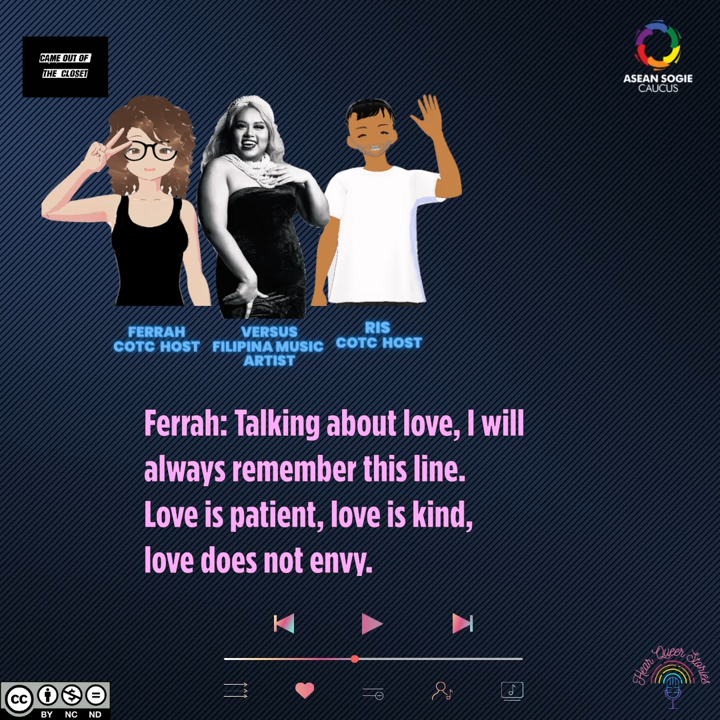 CAME OUT OF
THE CLOSET
ASEAN SOGIE
CAUCUS
FERRAH
COTC HOST
VERSUS
FILIPINA MUSIC
ARTIST
RIS
COTC HOST
Ferrah: Talking about love, I will
always remember this line.
Love is patient, love is kind,
love does not envy.
Hear Queer Stories
CC
BY NC ND